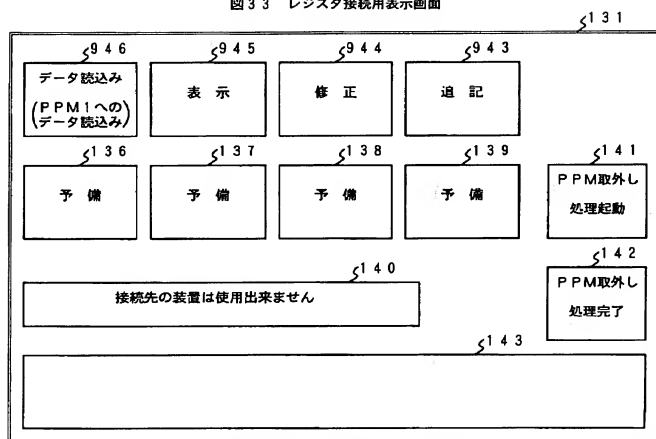 図33 レジスタ接続用表示画面
131
946 945 944 943
データ読込み
(PPM1への
データ読込み)
表 示
修 正
追 記
136 137 138 139 141
予 備
予 備
予 備
予 備
PPM取外し
処理起動
140
接続先の装置は使用出来ません
142
PPM取外し
処理完了
143